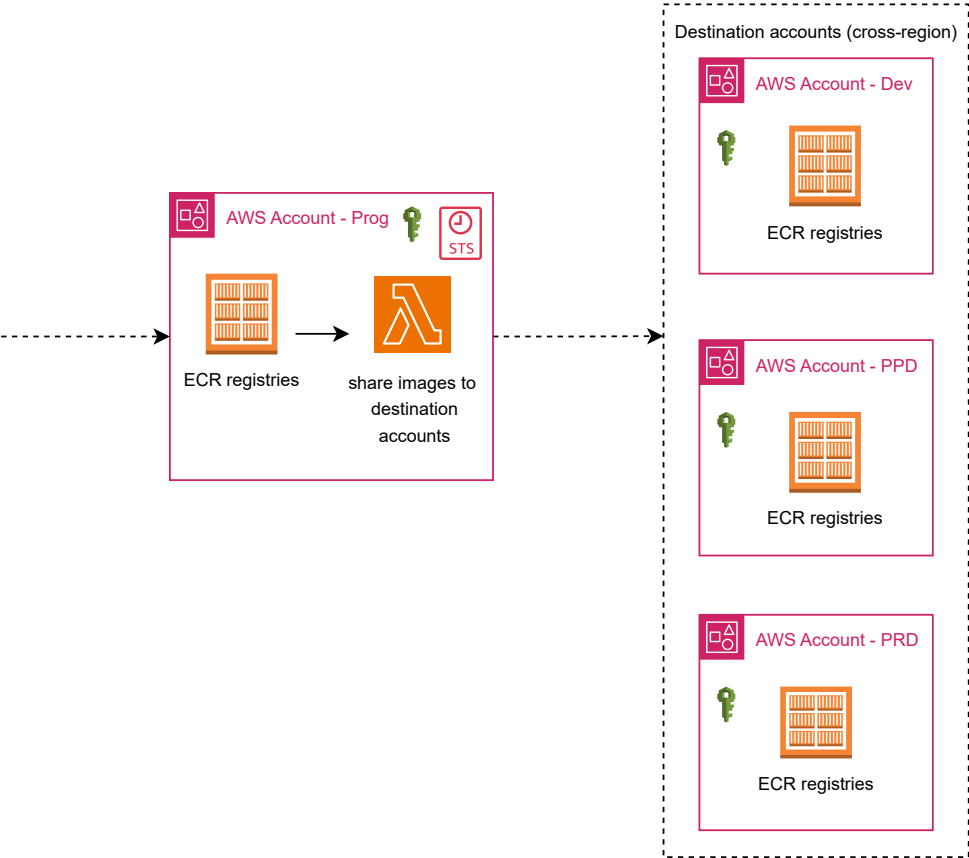 Destination accounts (cross-region)
AWS Account - Dev
ECR registries
AWS Account - Prog
STS
ECR registries
share images to
destination
accounts
AWS Account - PPD
ECR registries
AWS Account - PRD
ECR registries